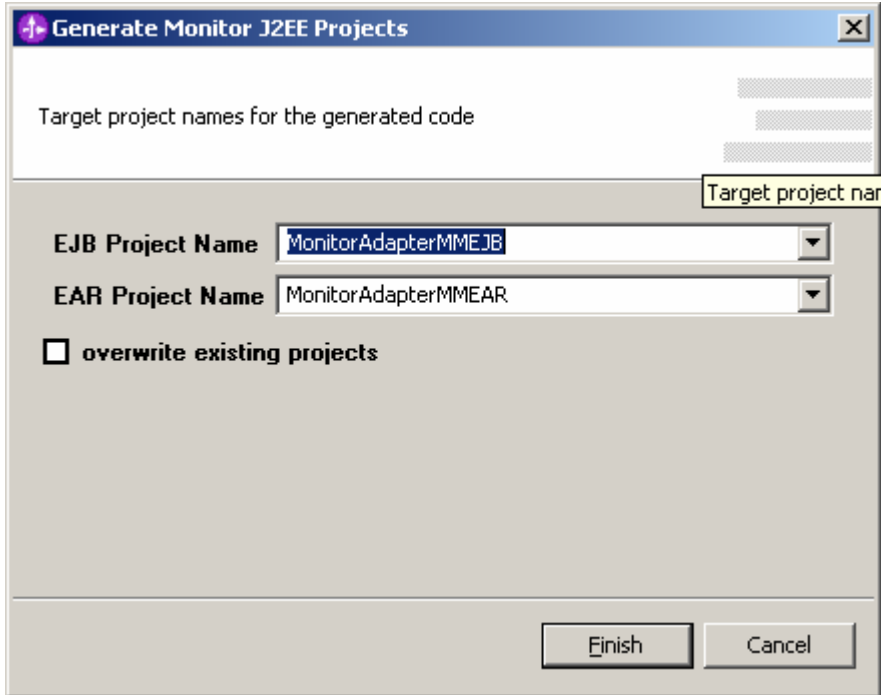 Generate Monitor J2EE Projects
Target project names for the generated code
Target project nar
EJB Project Name MonitorAdapterMMEJB
EAR Project Name MonitorAdapterMMEAR
overwrite existing projects
Finish Cancel